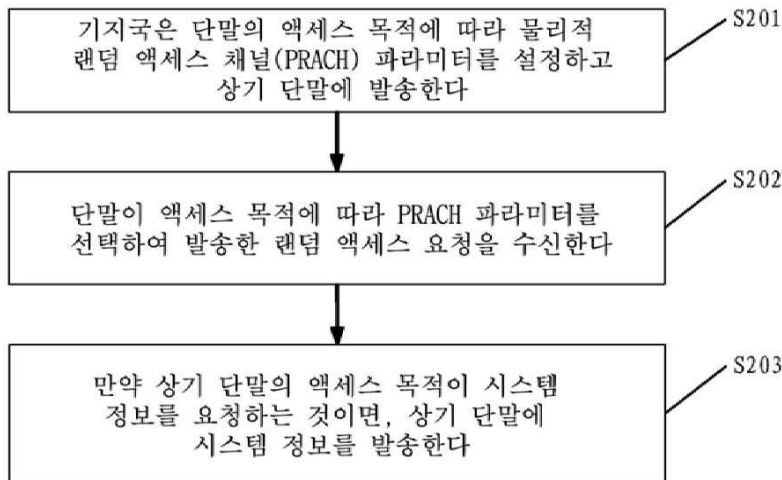 기지국은 단말의 액세스 목적에 따라 물리적
랜덤 액세스 채널(PRACH) 파라미터를 설정하고
상기 단말에 발송한다
S201
단말이 액세스 목적에 따라 PRACH 파라미터를
선택하여 발송한 랜덤 액세스 요청을 수신한다
S202
만약 상기 단말의 액세스 목적이 시스템
정보를 요청하는 것이면, 상기 단말에
시스템 정보를 발송한다
S203